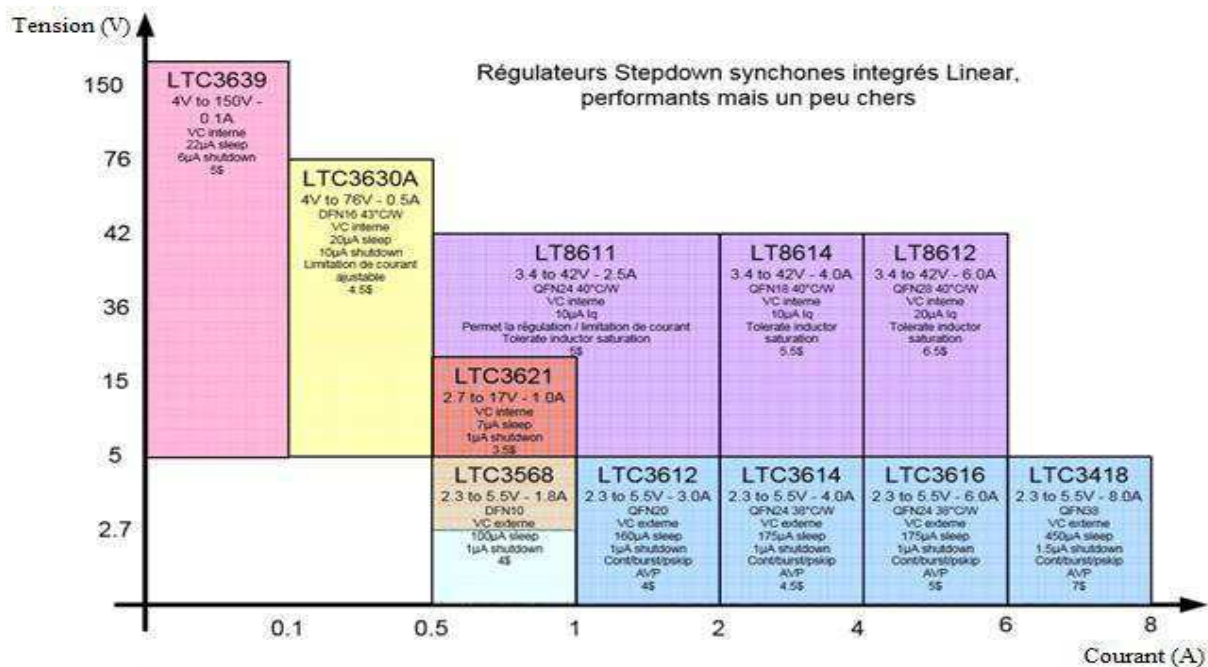 Tension (V)
Régulateurs Stepdown synchones integrés Linear,
performants mais un peu chers
150
76
42
36
15
5
2.7
LTC3639
4V to 150V -
0.1A
VC interne
22µA sleep
6µA shutdown
5$
LTC3630A
4V to 76V - 0.5A
DFN16 43°C/W
VC interne
20µA sleep
10µA shutdown
Limitation de courant
ajustable
4.5$
LT8611
3.4 to 42V - 2.5A
QFN24 40°C/W
VC interne
10µA Iq
Permet la régulation / limitation de courant
Tolerate inductor saturation
5$
LT8614
3.4 to 42V - 4.0A
QFN18 40°C/W
VC interne
10µA Iq
Tolerate inductor
saturation
5.5$
LT8612
3.4 to 42V - 6.0A
QFN28 40°C/W
VC interne
20µA Iq
Tolerate inductor
saturation
6.5$
LTC3621
2.7 to 17V - 1.0A
VC interne
7µA sleep
1µA shutdwon
3.5$
LTC3568
2.3 to 5.5V - 1.8A
DFN10
VC externe
100µA sleep
1µA shutdown
4$
LTC3612
2.3 to 5.5V - 3.0A
QFN20
VC externe
160µA sleep
1µA shutdown
Cont/burst/pskip
AVP
4$
LTC3614
2.3 to 5.5V - 4.0A
QFN24 38°C/W
VC externe
175µA sleep
1µA shutdown
Cont/burst/pskip
AVP
4.5$
LTC3616
2.3 to 5.5V - 6.0A
QFN24 38°C/W
VC externe
175µA sleep
1µA shutdown
Cont/burst/pskip
AVP
5$
LTC3418
2.3 to 5.5V - 8.0A
QFN38
VC externe
450µA sleep
1.5µA shutdown
Cont/burst/pskip
AVP
7$
0.1
0.5
1
2
4
6
8
Courant (A)